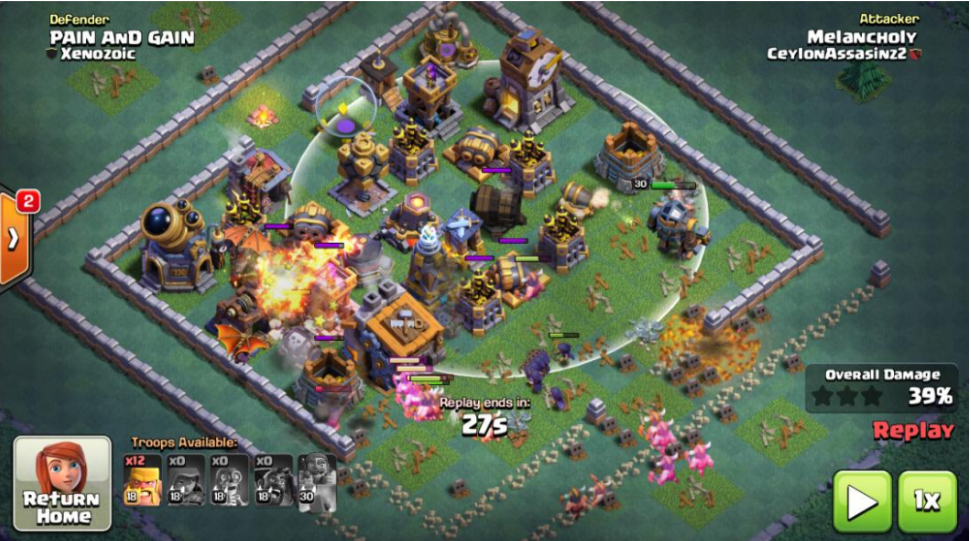 Defender
PAIN AND GAIN
Xenozoic
Attacker
Melancholy
CeylonAssasinz2
2
30
Overall Damage
39%
Replay
Replay ends in:
27s
Troops Available:
x12
x0
x0
x0
18
18
18
18
30
Return
Home
1x